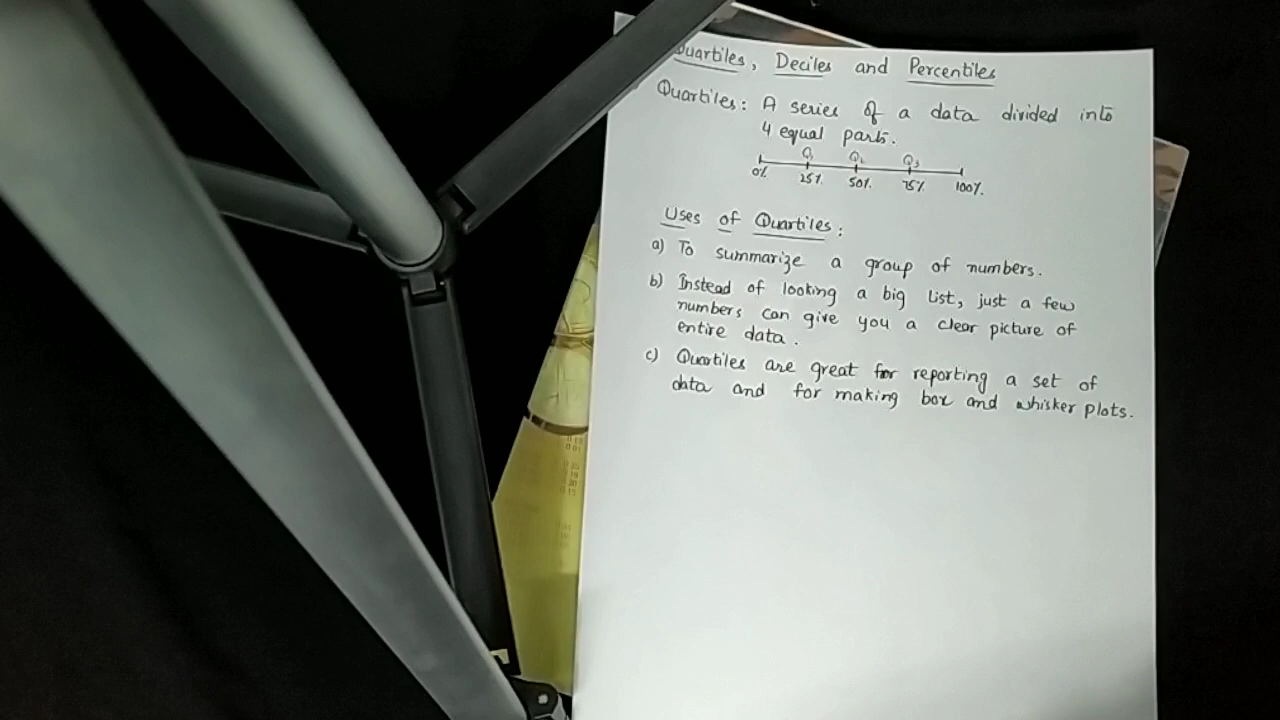 Quartiles, Deciles and Percentiles
Quartiles: A series of a data divided into
4 equal parts.
Q1 Q2 Q3
0% 25% 50% 75% 100%.
Uses of Quartiles:
a) To summarize a group of numbers.
b) Instead of looking a big list, just a few
numbers can give you a clear picture of
entire data.
c) Quartiles are great for reporting a set of
data and for making box and whisker plots.